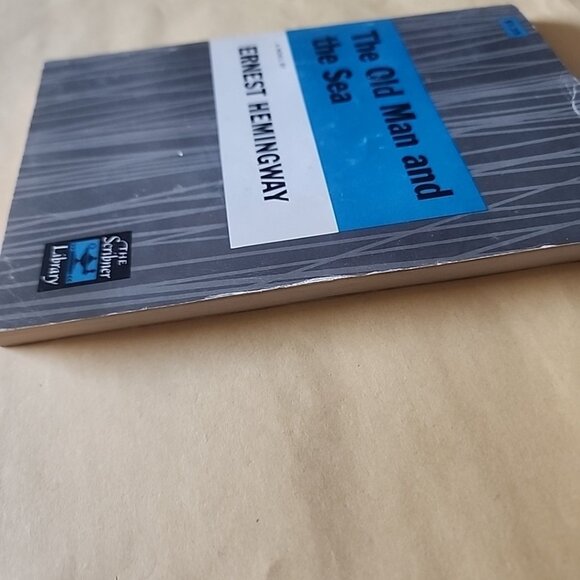 The Old Man and
the Sea
ERNEST HEMINGWAY
THE
Scribner
Library